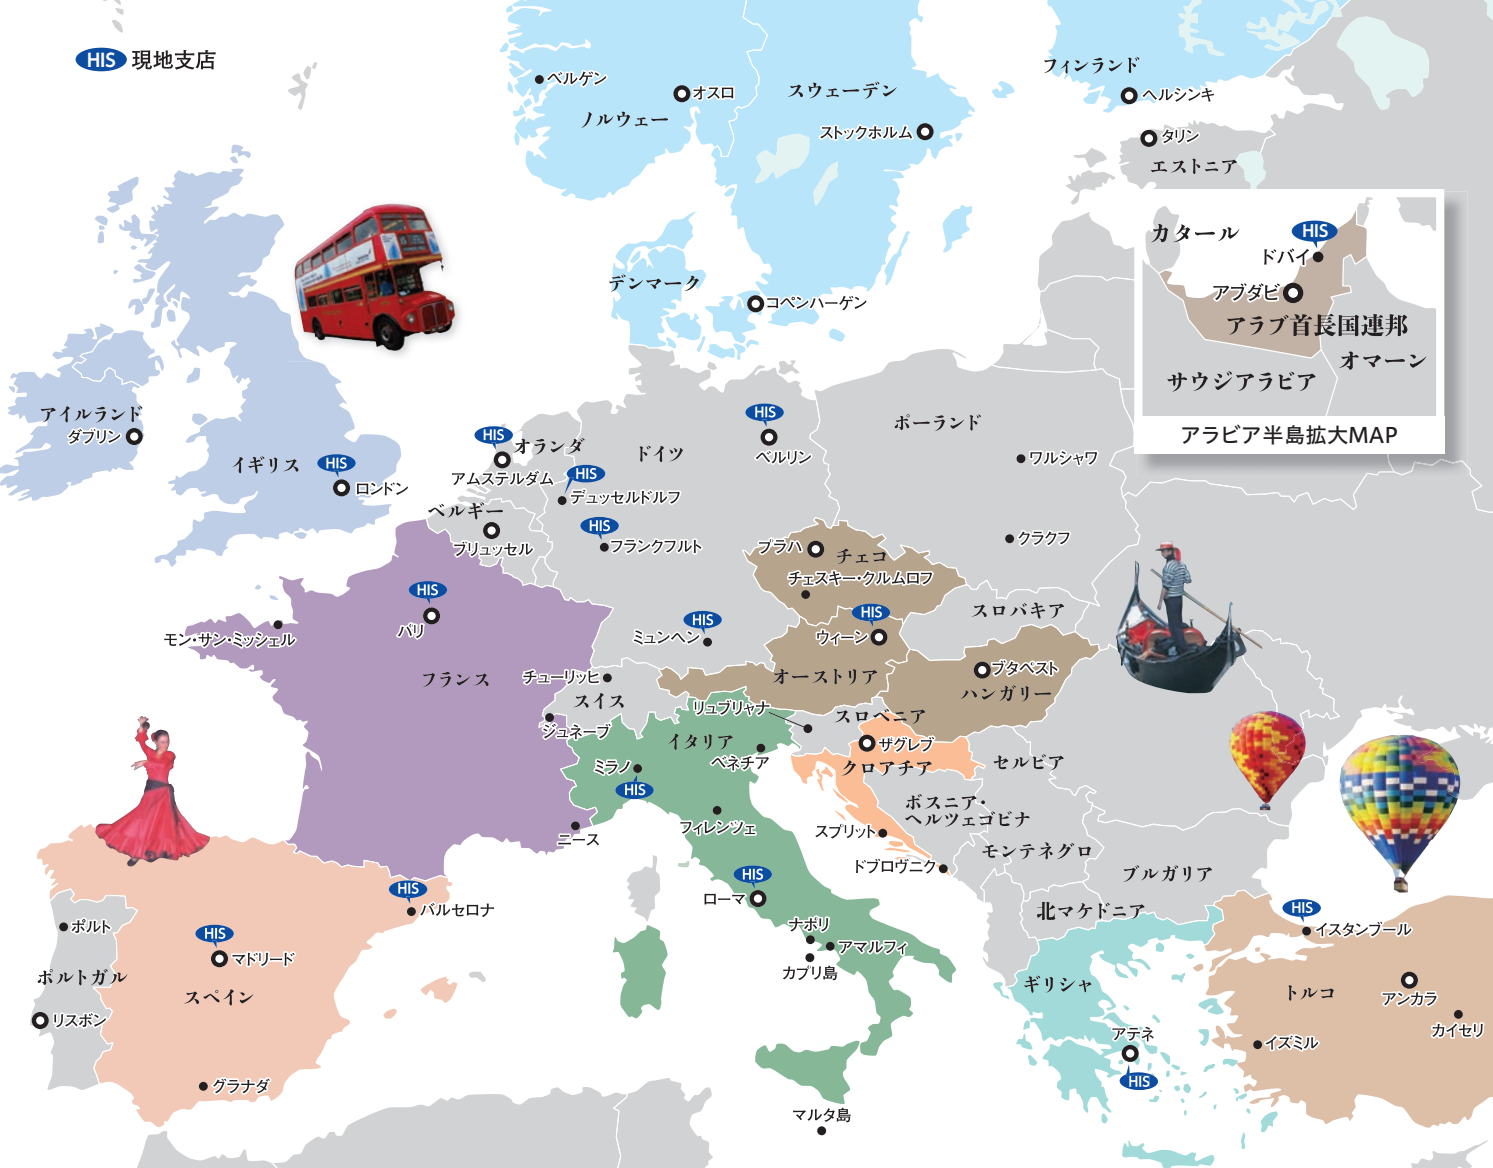 HIS 現地支店
ベルゲン
オスロ
ノルウェー
スウェーデン
ストックホルム
フィンランド
ヘルシンキ
タリン
エストニア
デンマーク
コペンハーゲン
カタール
HIS
ドバイ
アブダビ
アラブ首長国連邦
オマーン
サウジアラビア
アラビア半島拡大MAP
アイルランド
ダブリン
イギリス
HIS
ロンドン
HIS
オランダ
アムステルダム
HIS
デュッセルドルフ
ドイツ
HIS
ベルリン
ポーランド
ワルシャワ
クラクフ
ベルギー
ブリュッセル
HIS
フランクフルト
プラハ
チェコ
チェスキー・クルムロフ
HIS
パリ
モン・サン・ミッシェル
フランス
HIS
ミュンヘン
HIS
ウィーン
オーストリア
スロバキア
ブタペスト
ハンガリー
チューリッヒ
スイス
ジュネーブ
リュブリャナ
スロベニア
イタリア
ベネチア
ザグレブ
クロアチア
セルビア
ミラノ
HIS
ボスニア・
ヘルツェゴビナ
フィレンツェ
ニース
スプリット
モンテネグロ
ドブロヴニク
ブルガリア
HIS
ローマ
北マケドニア
HIS
バルセロナ
ポルト
HIS
マドリード
ポルトガル
スペイン
リスボン
グラナダ
ナポリ
アマルフィ
カプリ島
マルタ島
HIS
イスタンブール
ギリシャ
トルコ
アンカラ
カイセリ
イズミル
アテネ
HIS